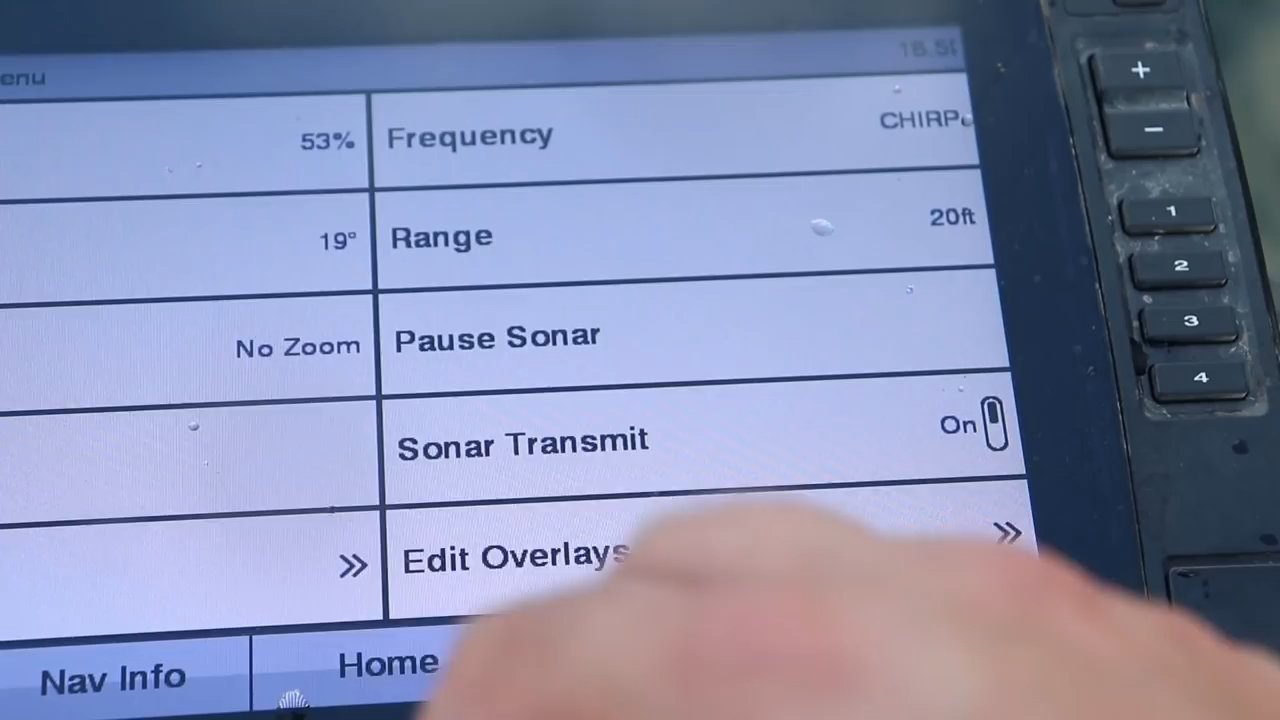 enu
53%
Frequency
CHIRP
19°
Range
20ft
No Zoom
Pause Sonar
Sonar Transmit
On
Edit Overlays
Nav Info
Home
+
−
1
2
3
4